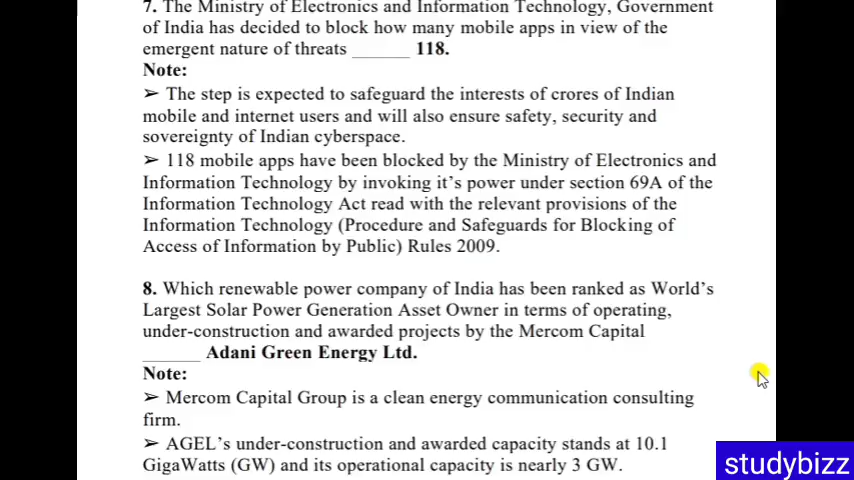 7. The Ministry of Electronics and Information Technology, Government
of India has decided to block how many mobile apps in view of the
emergent nature of threats ______ 118.
Note:
➢ The step is expected to safeguard the interests of crores of Indian
mobile and internet users and will also ensure safety, security and
sovereignty of Indian cyberspace.
➢ 118 mobile apps have been blocked by the Ministry of Electronics and
Information Technology by invoking it's power under section 69A of the
Information Technology Act read with the relevant provisions of the
Information Technology (Procedure and Safeguards for Blocking of
Access of Information by Public) Rules 2009.
8. Which renewable power company of India has been ranked as World's
Largest Solar Power Generation Asset Owner in terms of operating,
under-construction and awarded projects by the Mercom Capital
______ Adani Green Energy Ltd.
Note:
➢ Mercom Capital Group is a clean energy communication consulting
firm.
➢ AGEL's under-construction and awarded capacity stands at 10.1
GigaWatts (GW) and its operational capacity is nearly 3 GW.
studybizz